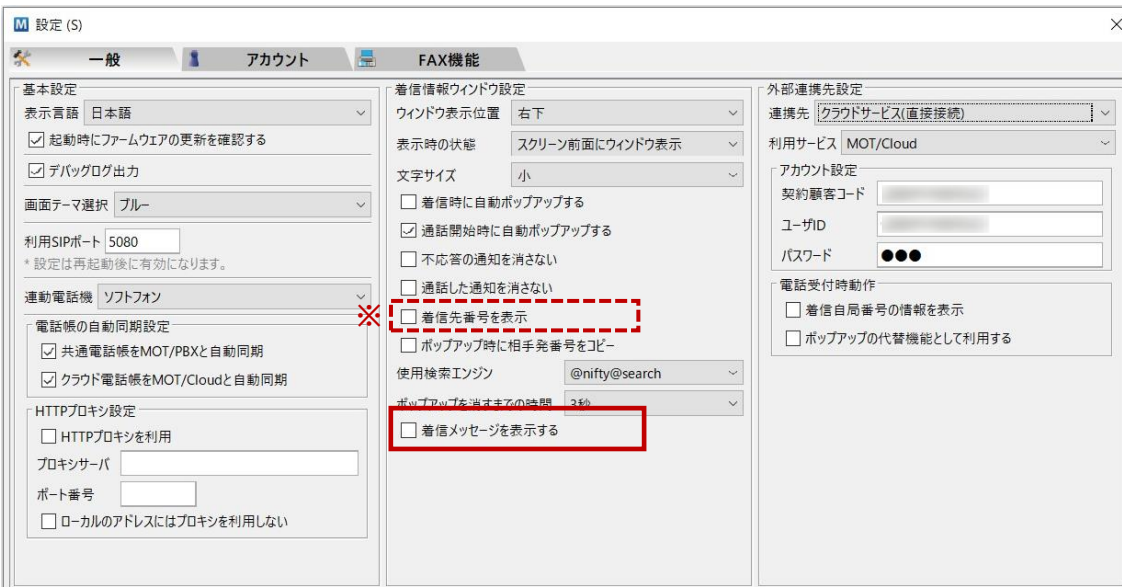 M 設定 (S)
一般
アカウント
FAX機能
基本設定
表示言語 日本語
起動時にファームウェアの更新を確認する
デバッグログ出力
画面テーマ選択 ブルー
利用SIPポート 5080
* 設定は再起動後に有効になります。
連動電話機 ソフトフォン
電話帳の自動同期設定
共通電話帳をMOT/PBXと自動同期
クラウド電話帳をMOT/Cloudと自動同期
HTTPプロキシ設定
HTTPプロキシを利用
プロキシサーバ
ポート番号
ローカルのアドレスにはプロキシを利用しない
着信情報ウィンドウ設定
ウィンドウ表示位置 右下
表示時の状態 スクリーン前面にウィンドウ表示
文字サイズ 小
着信時に自動ポップアップする
通話開始時に自動ポップアップする
不応答の通知を消さない
通話した通知を消さない
※ 着信先番号を表示
ポップアップ時に相手発番号をコピー
使用検索エンジン @nifty@search
ポップアップを消すまでの時間 3秒
着信メッセージを表示する
外部連携先設定
連携先 クラウドサービス(直接接続)
利用サービス MOT/Cloud
アカウント設定
契約顧客コード
ユーザID
パスワード ●●●
電話受付時動作
着信自局番号の情報を表示
ポップアップの代替機能として利用する